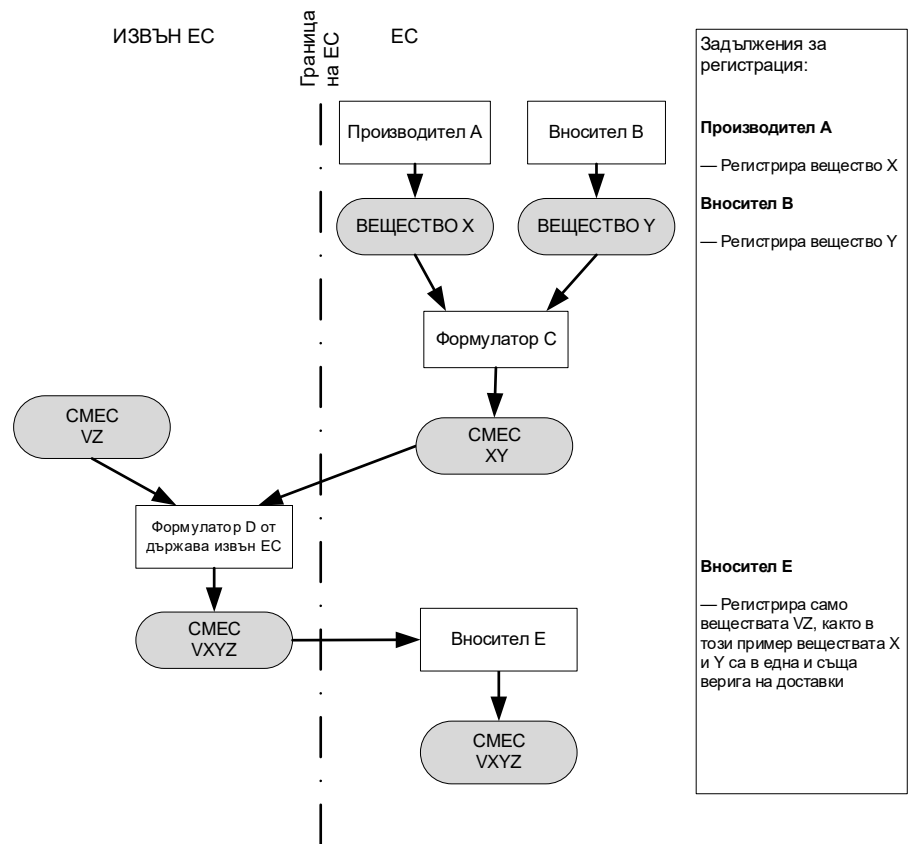 ИЗВЪН ЕС
Граница
на ЕС
ЕС
Производител A
Вносител B
ВЕЩЕСТВО X
ВЕЩЕСТВО Y
Формулатор C
СМЕС
VZ
СМЕС
XY
Формулатор D от
държава извън ЕС
СМЕС
VXYZ
Вносител E
СМЕС
VXYZ
Задължения за
регистрация:
Производител A
— Регистрира вещество X
Вносител B
— Регистрира вещество Y
Вносител E
— Регистрира само
веществата VZ, както в
този пример веществата X
и Y са в една и съща
верига на доставки